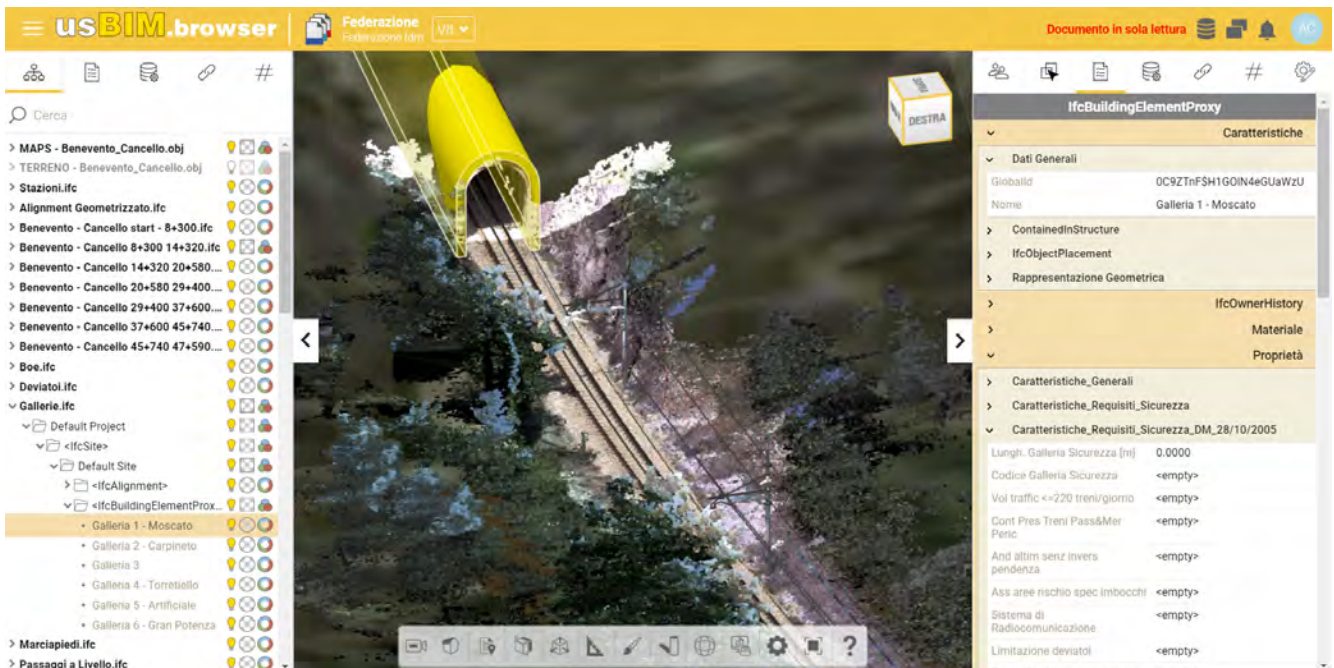 usBIM.browser
Federazione
Federazione Idm
V11
Documento in sola lettura
AC
Cerca
> MAPS - Benevento_Cancello.obj
> TERRENO - Benevento_Cancello.obj
> Stazioni.ifc
> Alignment Geometrizzato.ifc
> Benevento - Cancello start - 8+300.ifc
> Benevento - Cancello 8+300 14+320.ifc
> Benevento - Cancello 14+320 20+580....
> Benevento - Cancello 20+580 29+400....
> Benevento - Cancello 29+400 37+600....
> Benevento - Cancello 37+600 45+740....
> Benevento - Cancello 45+740 47+590....
> Boe.ifc
> Deviatoi.ifc
Gallerie.ifc
Default Project
<IfcSite>
Default Site
> <IfcAlignment>
<IfcBuildingElementProx...
• Galleria 1 - Moscato
• Galleria 2 - Carpineto
• Galleria 3
• Galleria 4 - Torretiello
• Galleria 5 - Artificiale
• Galleria 6 - Gran Potenza
> Marciapiedi.ifc
> Passaggi a Livello.ifc
DESTRA
<
>
?
IfcBuildingElementProxy
Caratteristiche
Dati Generali
GlobalId 0C9ZTnF$H1GOIN4eGUaWzU
Nome Galleria 1 - Moscato
> ContainedInStructure
> IfcObjectPlacement
> Rappresentazione Geometrica
> IfcOwnerHistory
> Materiale
Proprietà
> Caratteristiche_Generali
> Caratteristiche_Requisiti_Sicurezza
Caratteristiche_Requisiti_Sicurezza_DM_28/10/2005
Lungh. Galleria Sicurezza [m] 0.0000
Codice Galleria Sicurezza <empty>
Vol traffic <=220 treni/giorno <empty>
Cont Pres Treni Pass&Mer Peric <empty>
And altim senz invers pendenza <empty>
Ass aree rischio spec imbocchi <empty>
Sistema di Radiocomunicazione <empty>
Limitazione deviatoi <empty>